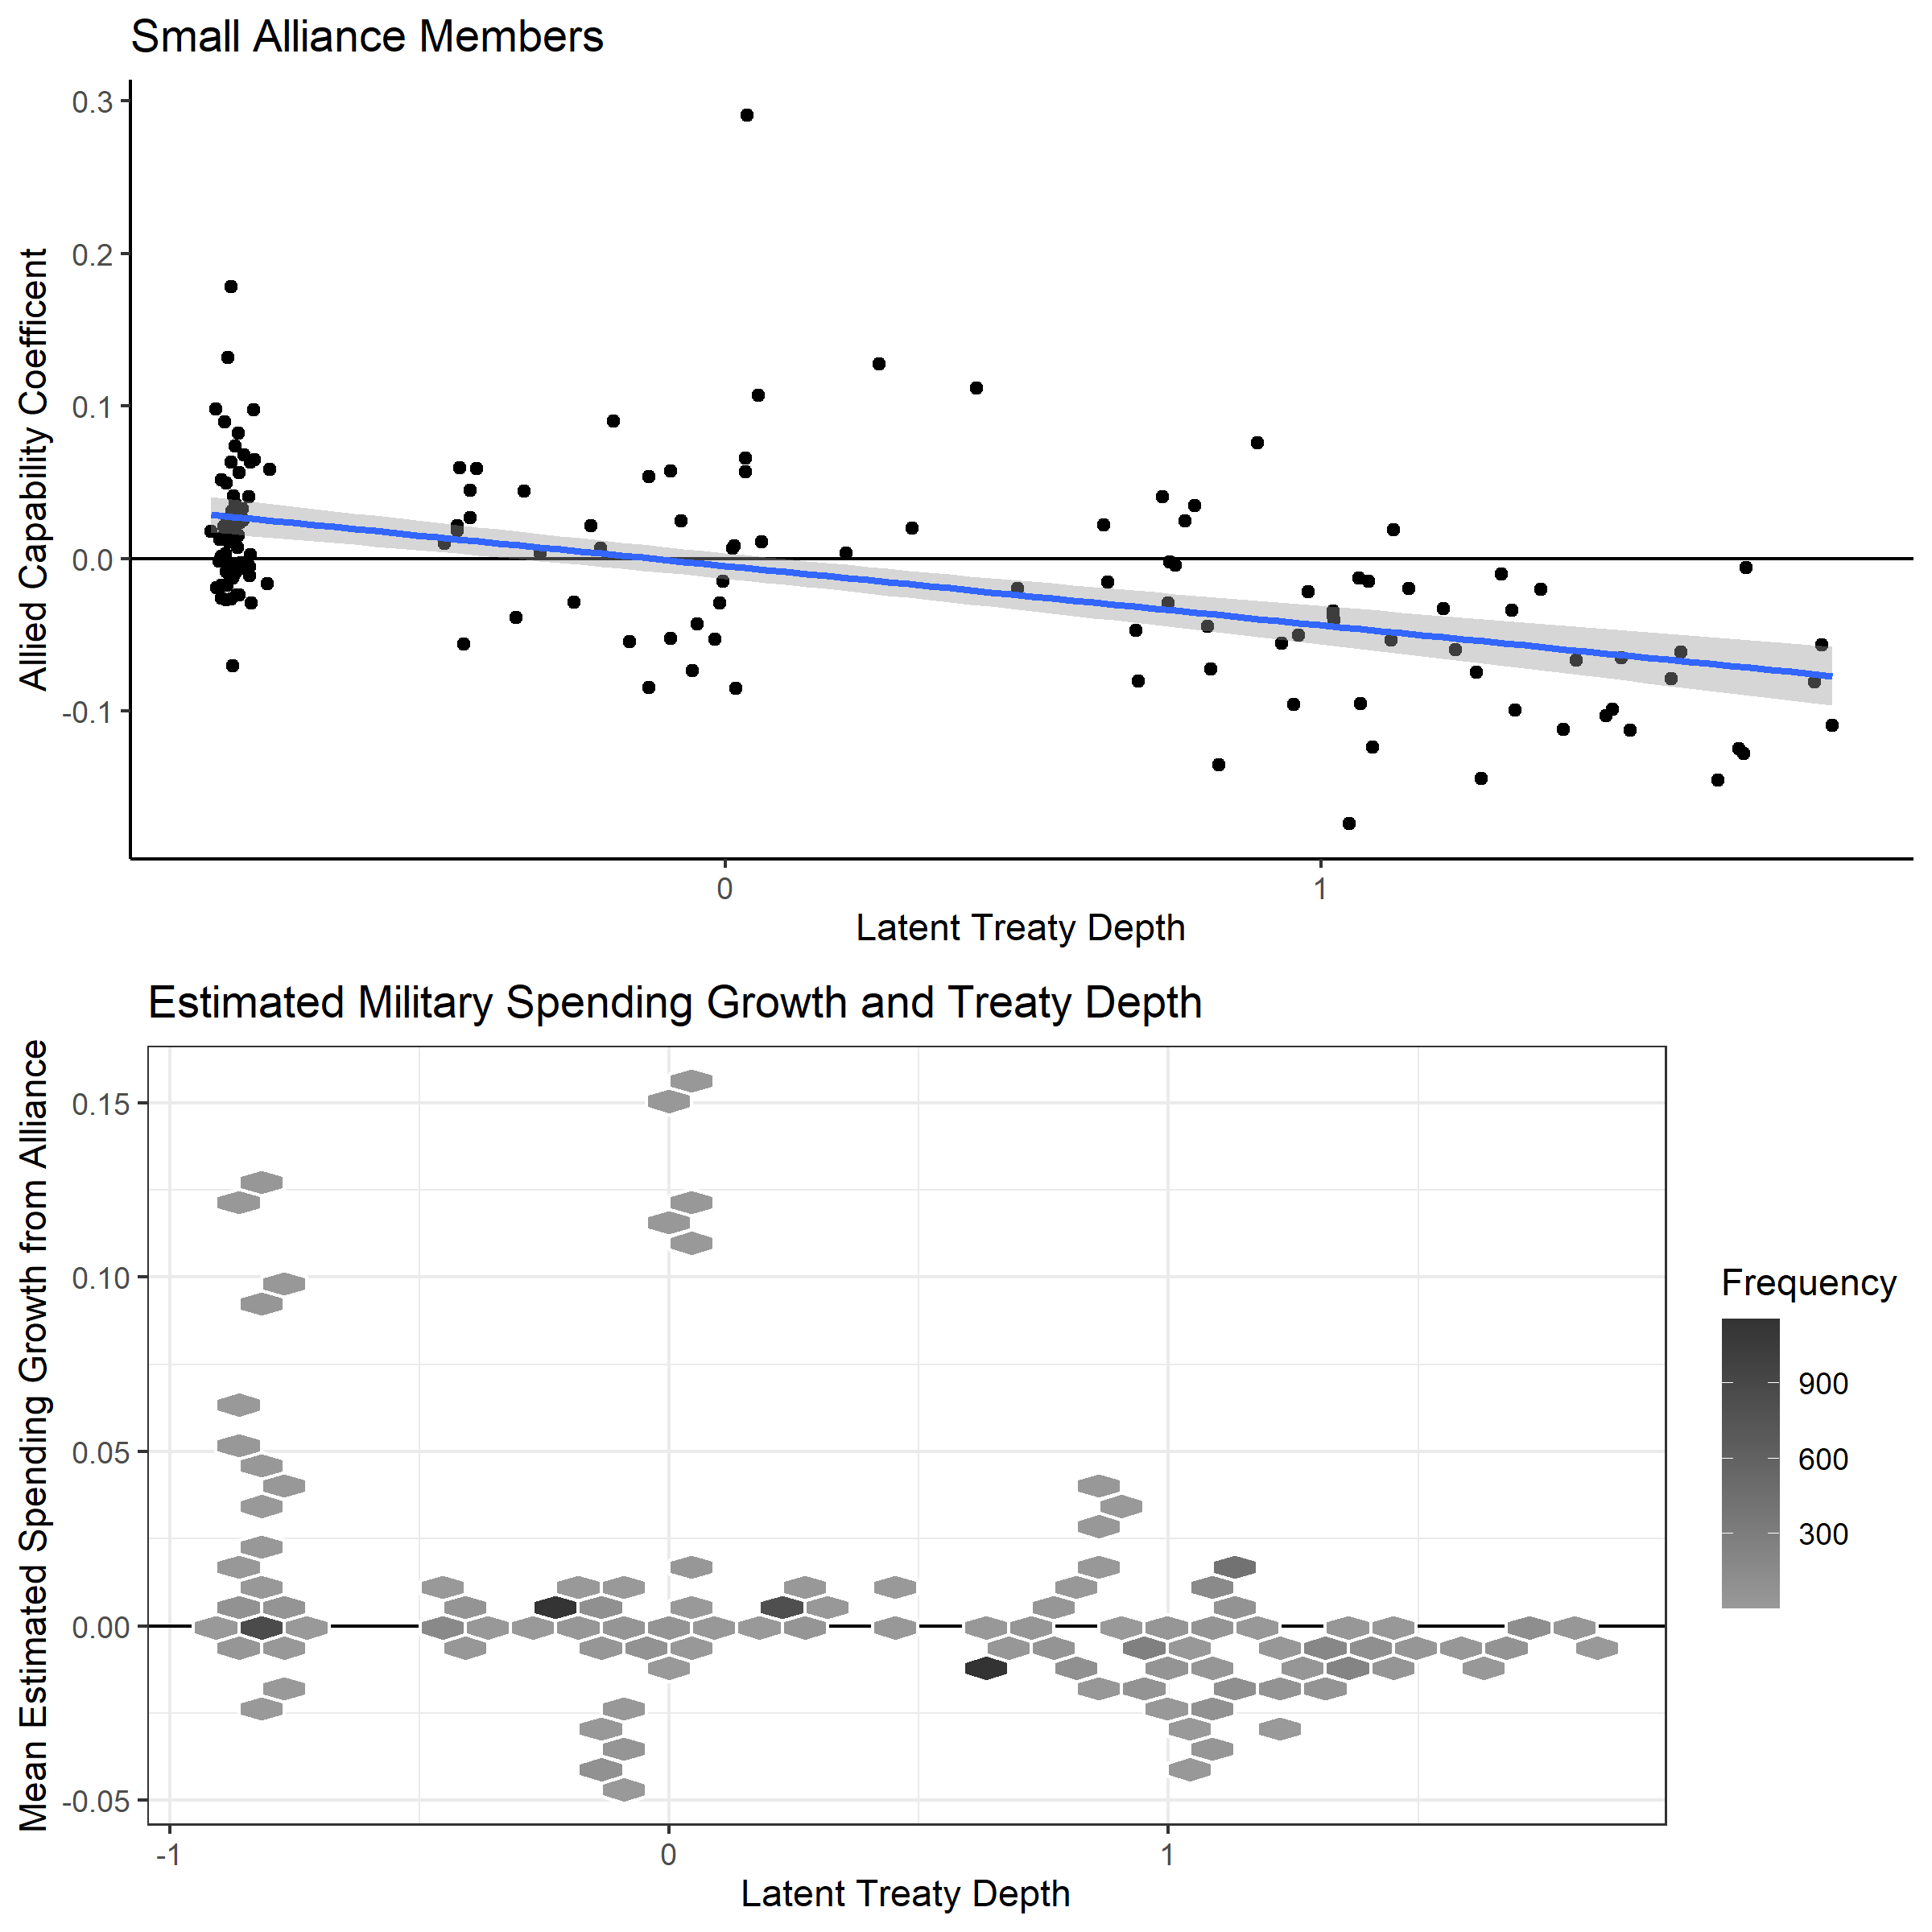 Small Alliance Members
Allied Capability Coefficent
0.3
0.2
0.1
0.0
-0.1
0
1
Latent Treaty Depth
Estimated Military Spending Growth and Treaty Depth
Mean Estimated Spending Growth from Alliance
0.15
0.10
0.05
0.00
-0.05
-1
0
1
Latent Treaty Depth
Frequency
900
600
300